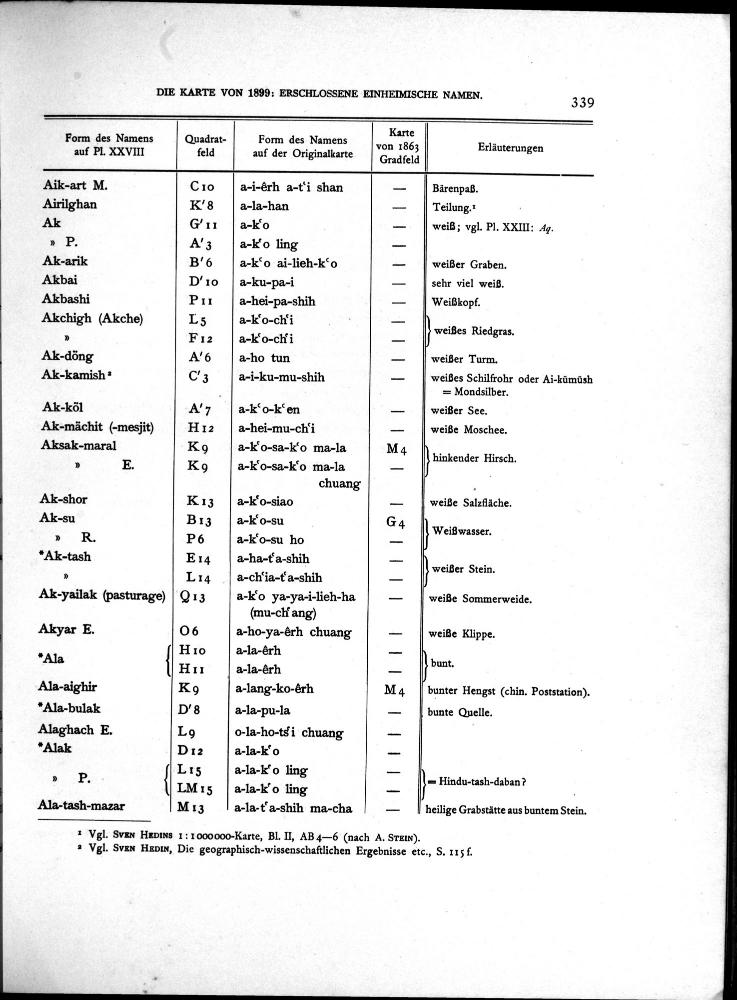 DIE KARTE VON 1899: ERSCHLOSSENE EINHEIMISCHE NAMEN.
339
Form des Namens auf Pl. XXVIII | Quadrat-feld | Form des Namens auf der Originalkarte | Karte von 1863 Gradfeld | Erläuterungen
Aik-art M. | C 10 | a-i-êrh a-tʻi shan | — | Bärenpaß.
Airilghan | K' 8 | a-la-han | — | Teilung.¹
Ak | G' 11 | a-kʻo | — | weiß; vgl. Pl. XXIII: Aq.
» P. | A' 3 | a-kʻo ling | —
Ak-arik | B' 6 | a-kʻo ai-lieh-kʻo | — | weißer Graben.
Akbai | D' 10 | a-ku-pa-i | — | sehr viel weiß.
Akbashi | P 11 | a-hei-pa-shih | — | Weißkopf.
Akchigh (Akche) | L 5 | a-kʻo-chʻi | — | } weißes Riedgras.
» | F 12 | a-kʻo-chʻi | —
Ak-döng | A' 6 | a-ho tun | — | weißer Turm.
Ak-kamish² | C' 3 | a-i-ku-mu-shih | — | weißes Schilfrohr oder Ai-kümüsh
= Mondsilber.
Ak-köl | A' 7 | a-kʻo-kʻen | — | weißer See.
Ak-mächit (-mesjit) | H 12 | a-hei-mu-chʻi | — | weiße Moschee.
Aksak-maral | K 9 | a-kʻo-sa-kʻo ma-la | M 4 | } hinkender Hirsch.
» E. | K 9 | a-kʻo-sa-kʻo ma-la | —
chuang
Ak-shor | K 13 | a-kʻo-siao | — | weiße Salzfläche.
Ak-su | B 13 | a-kʻo-su | G 4 | } Weißwasser.
» R. | P 6 | a-kʻo-su ho | —
*Ak-tash | E 14 | a-ha-tʻa-shih | — | } weißer Stein.
» | L 14 | a-chʻia-tʻa-shih | —
Ak-yailak (pasturage) | Q 13 | a-kʻo ya-ya-i-lieh-ha | — | weiße Sommerweide.
(mu-chʻang)
Akyar E. | O 6 | a-ho-ya-êrh chuang | — | weiße Klippe.
*Ala { | H 10 | a-la-êrh | — | } bunt.
H 11 | a-la-êrh | —
Ala-aighir | K 9 | a-lang-ko-êrh | M 4 | bunter Hengst (chin. Poststation).
*Ala-bulak | D' 8 | a-la-pu-la | — | bunte Quelle.
Alaghach E. | L 9 | o-la-ho-tsʻi chuang | —
*Alak | D 12 | a-la-kʻo | —
» P. { | L 15 | a-la-kʻo ling | — | } = Hindu-tash-daban?
LM 15 | a-la-kʻo ling | —
Ala-tash-mazar | M 13 | a-la-tʻa-shih ma-cha | — | heilige Grabstätte aus buntem Stein.
¹ Vgl. SVEN HEDINS 1:1000000-Karte, Bl. II, AB 4—6 (nach A. STEIN).
² Vgl. SVEN HEDIN, Die geographisch-wissenschaftlichen Ergebnisse etc., S. 115 f.